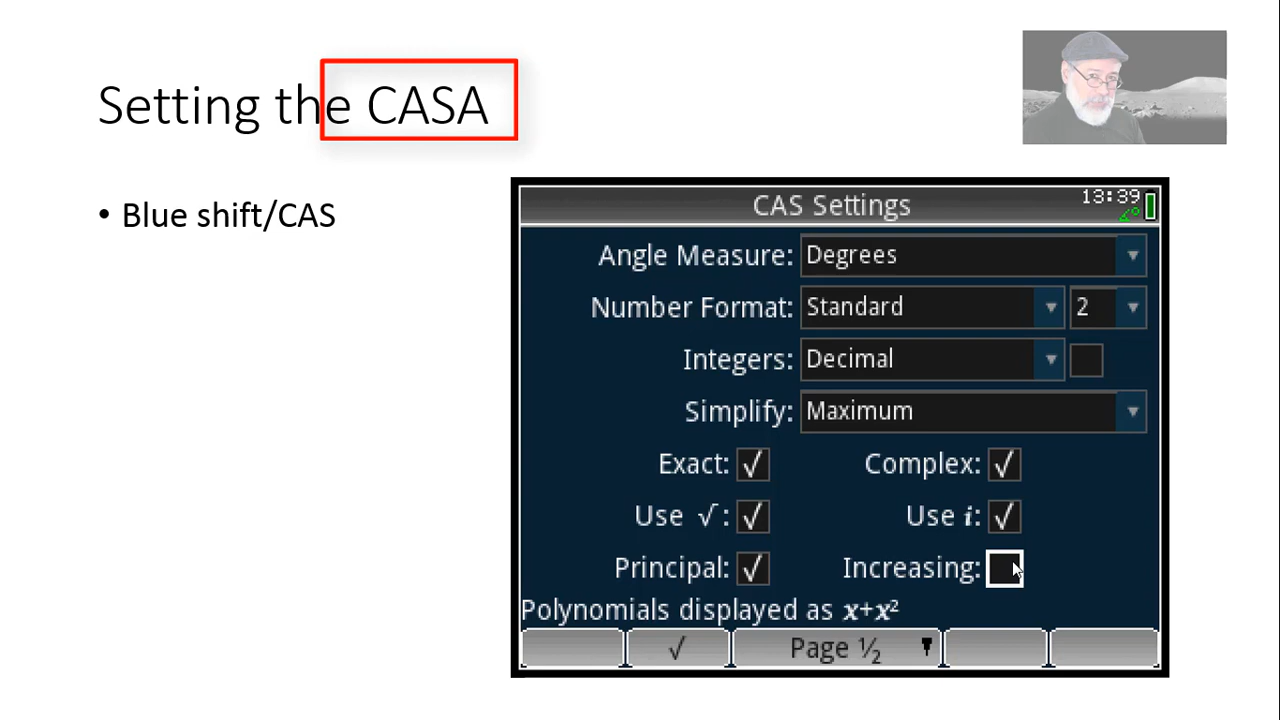 Setting the CASA
• Blue shift/CAS
CAS Settings 13:39
Angle Measure: Degrees
Number Format: Standard 2
Integers: Decimal
Simplify: Maximum
Exact: √ Complex: √
Use √: √ Use i: √
Principal: √ Increasing:
Polynomials displayed as x+x²
√ Page ½